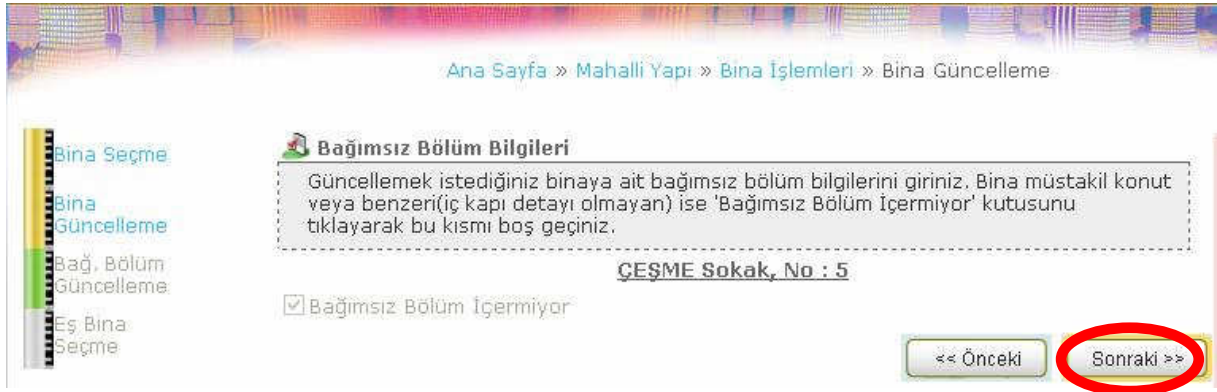 Ana Sayfa » Mahalli Yapı » Bina İşlemleri » Bina Güncelleme
Bina Seçme
Bina
Güncelleme
Bağ. Bölüm
Güncelleme
Eş Bina
Seçme
Bağımsız Bölüm Bilgileri
Güncellemek istediğiniz binaya ait bağımsız bölüm bilgilerini giriniz. Bina müstakil konut
veya benzeri(iç kapı detayı olmayan) ise 'Bağımsız Bölüm İçermiyor' kutusunu
tıklayarak bu kısmı boş geçiniz.
ÇEŞME Sokak, No : 5
Bağımsız Bölüm İçermiyor
<< Önceki
Sonraki >>